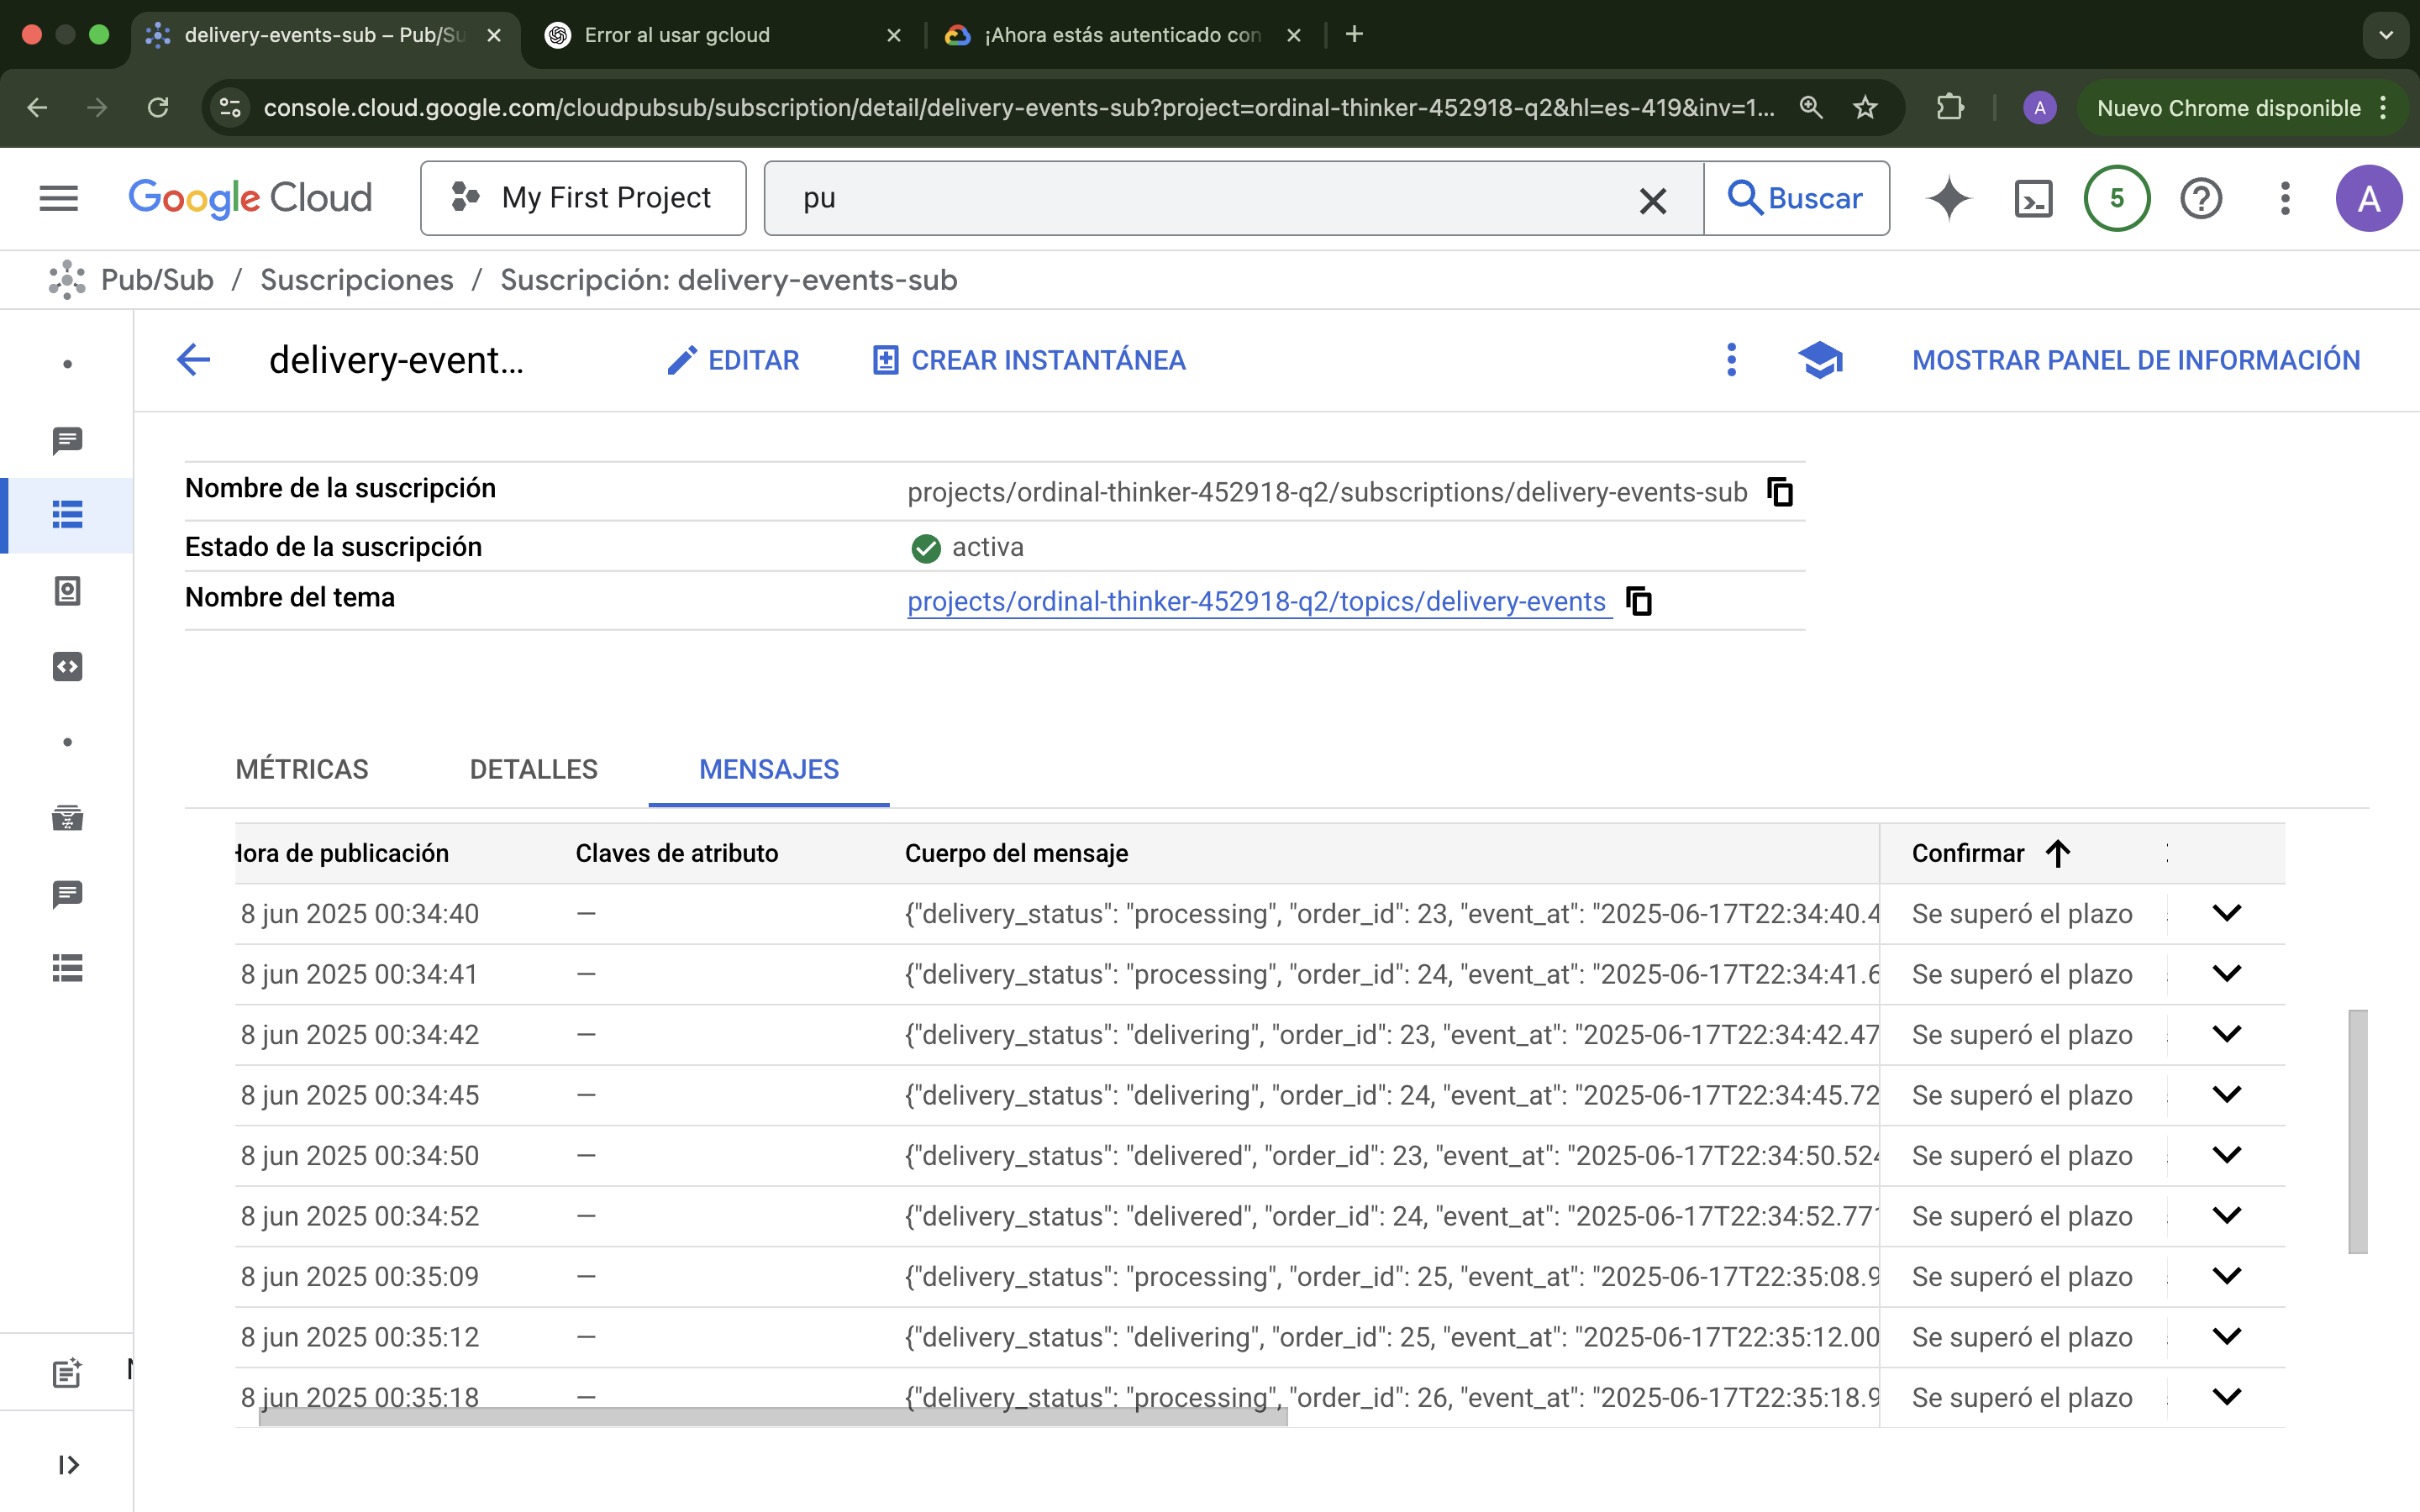 delivery-events-sub – Pub/Su
Error al usar gcloud
¡Ahora estás autenticado con
console.cloud.google.com/cloudpubsub/subscription/detail/delivery-events-sub?project=ordinal-thinker-452918-q2&hl=es-419&inv=1...
A
Nuevo Chrome disponible
Google Cloud
My First Project
pu
Buscar
5
A
Pub/Sub / Suscripciones / Suscripción: delivery-events-sub
delivery-event...
EDITAR
CREAR INSTANTÁNEA
MOSTRAR PANEL DE INFORMACIÓN
Nombre de la suscripción projects/ordinal-thinker-452918-q2/subscriptions/delivery-events-sub
Estado de la suscripción activa
Nombre del tema projects/ordinal-thinker-452918-q2/topics/delivery-events
MÉTRICAS DETALLES MENSAJES
Hora de publicación Claves de atributo Cuerpo del mensaje Confirmar
8 jun 2025 00:34:40 — {"delivery_status": "processing", "order_id": 23, "event_at": "2025-06-17T22:34:40.4 Se superó el plazo
8 jun 2025 00:34:41 — {"delivery_status": "processing", "order_id": 24, "event_at": "2025-06-17T22:34:41.6 Se superó el plazo
8 jun 2025 00:34:42 — {"delivery_status": "delivering", "order_id": 23, "event_at": "2025-06-17T22:34:42.47 Se superó el plazo
8 jun 2025 00:34:45 — {"delivery_status": "delivering", "order_id": 24, "event_at": "2025-06-17T22:34:45.72 Se superó el plazo
8 jun 2025 00:34:50 — {"delivery_status": "delivered", "order_id": 23, "event_at": "2025-06-17T22:34:50.524 Se superó el plazo
8 jun 2025 00:34:52 — {"delivery_status": "delivered", "order_id": 24, "event_at": "2025-06-17T22:34:52.771 Se superó el plazo
8 jun 2025 00:35:09 — {"delivery_status": "processing", "order_id": 25, "event_at": "2025-06-17T22:35:08.9 Se superó el plazo
8 jun 2025 00:35:12 — {"delivery_status": "delivering", "order_id": 25, "event_at": "2025-06-17T22:35:12.00 Se superó el plazo
8 jun 2025 00:35:18 — {"delivery_status": "processing", "order_id": 26, "event_at": "2025-06-17T22:35:18.9 Se superó el plazo